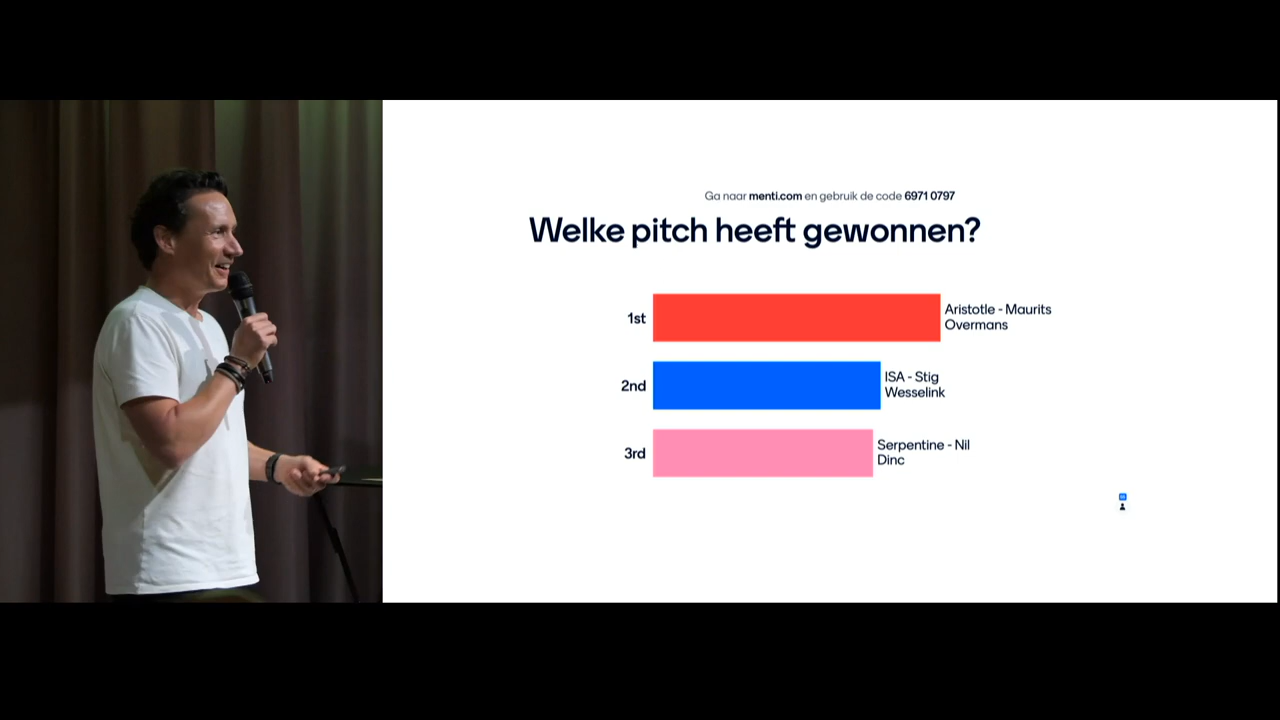 Ga naar menti.com en gebruik de code 6971 0797
Welke pitch heeft gewonnen?
1st
Aristotle - Maurits
Overmans
2nd
ISA - Stig
Wesselink
3rd
Serpentine - Nil
Dinc